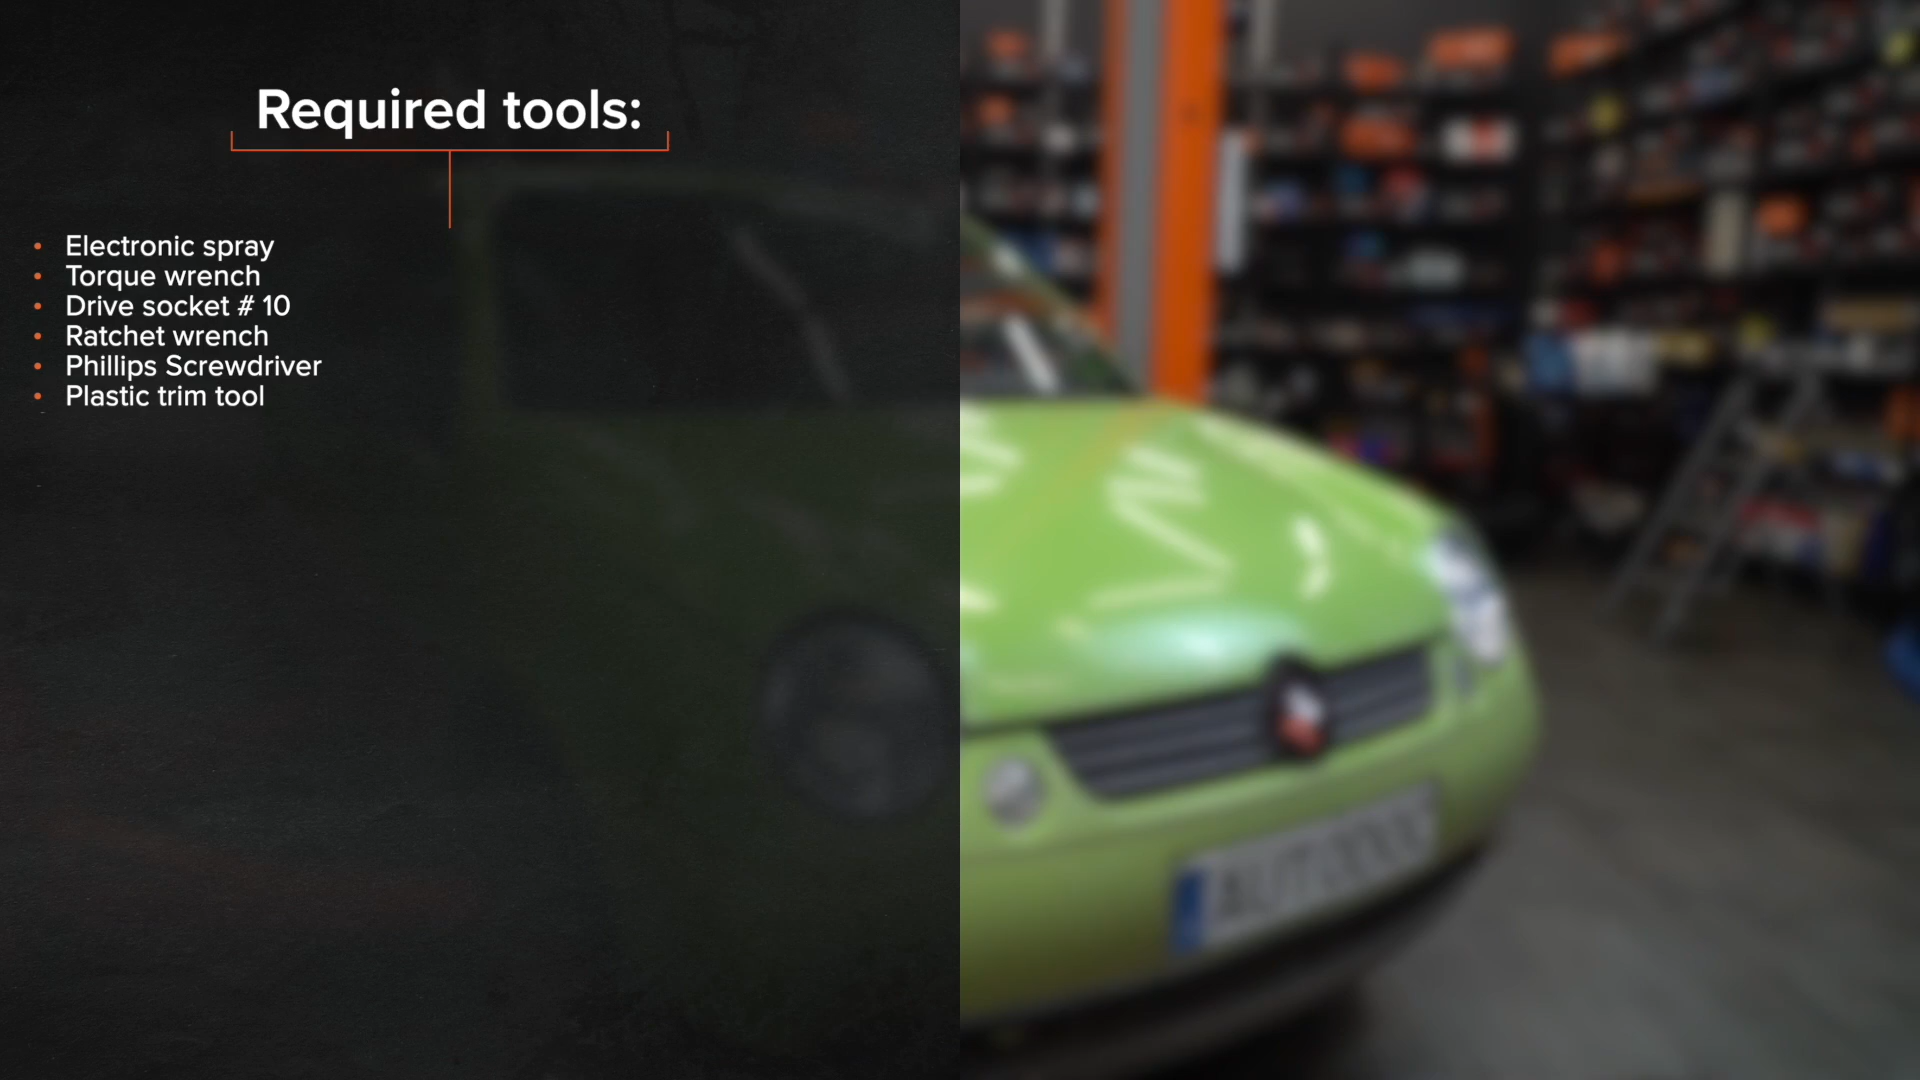 Required tools:
Electronic spray
Torque wrench
Drive socket # 10
Ratchet wrench
Phillips Screwdriver
Plastic trim tool